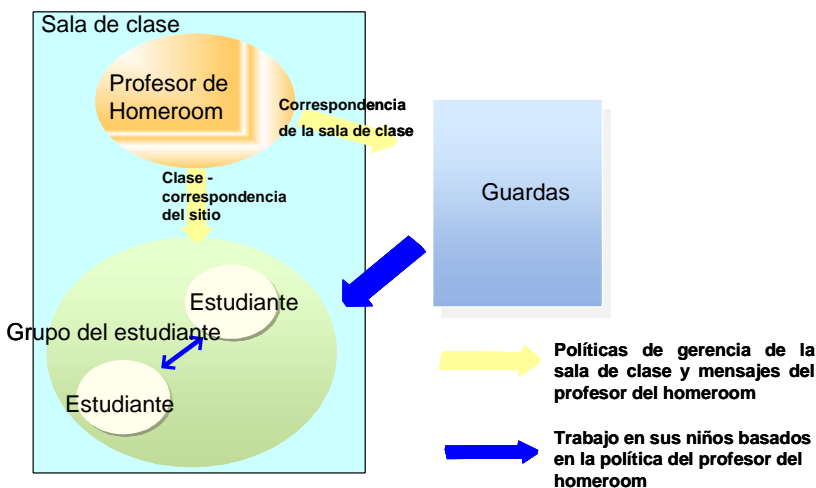 Sala de clase
Profesor de
Homeroom
Correspondencia
de la sala de clase
Clase -
correspondencia
del sitio
Guardas
Estudiante
Grupo del estudiante
Estudiante
Políticas de gerencia de la
sala de clase y mensajes del
profesor del homeroom
Trabajo en sus niños basados
en la política del profesor del
homeroom